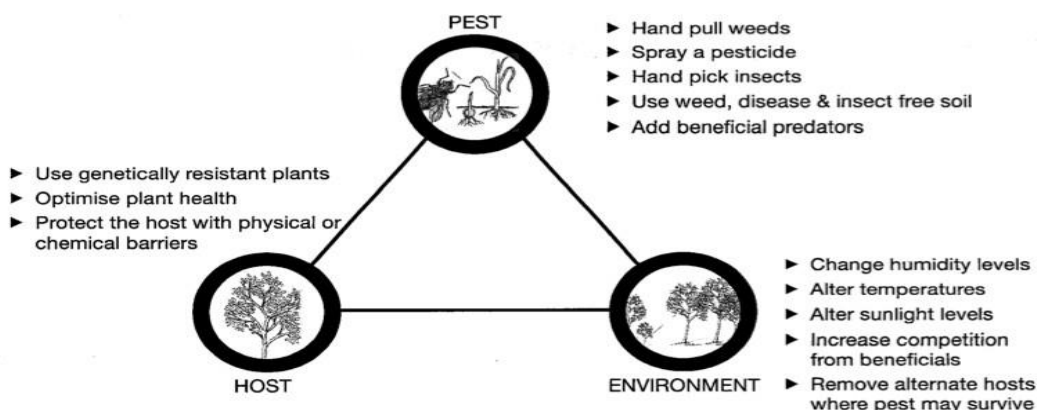 PEST
► Hand pull weeds
► Spray a pesticide
► Hand pick insects
► Use weed, disease & insect free soil
► Add beneficial predators
► Use genetically resistant plants
► Optimise plant health
► Protect the host with physical or
chemical barriers
HOST
ENVIRONMENT
► Change humidity levels
► Alter temperatures
► Alter sunlight levels
► Increase competition
from beneficials
► Remove alternate hosts
where pest may survive